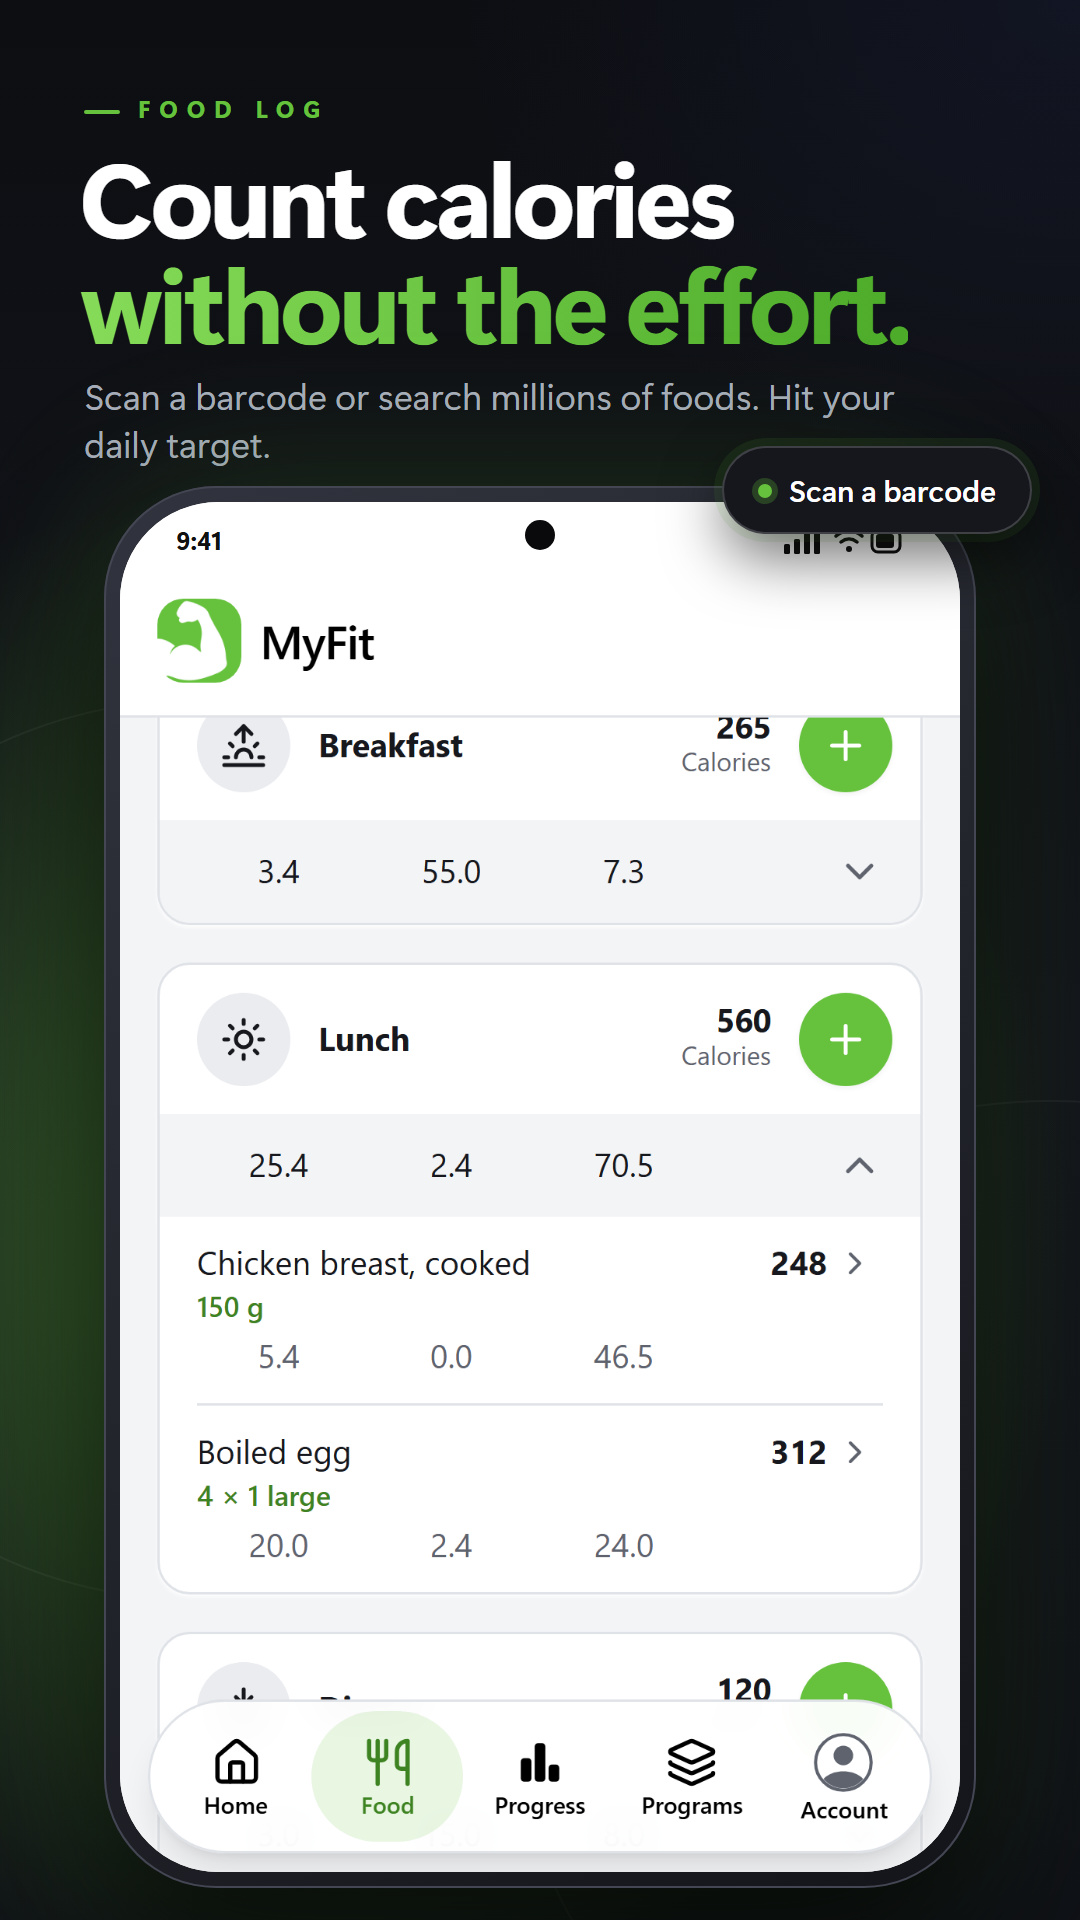 FOOD LOG
Count calories
without the effort.
Scan a barcode or search millions of foods. Hit your
daily target.
Scan a barcode
9:41
MyFit
Breakfast
265
Calories
3.4 55.0 7.3
Lunch
560
Calories
25.4 2.4 70.5
Chicken breast, cooked 248
150 g
5.4 0.0 46.5
Boiled egg 312
4 × 1 large
20.0 2.4 24.0
120
Home Food Progress Programs Account